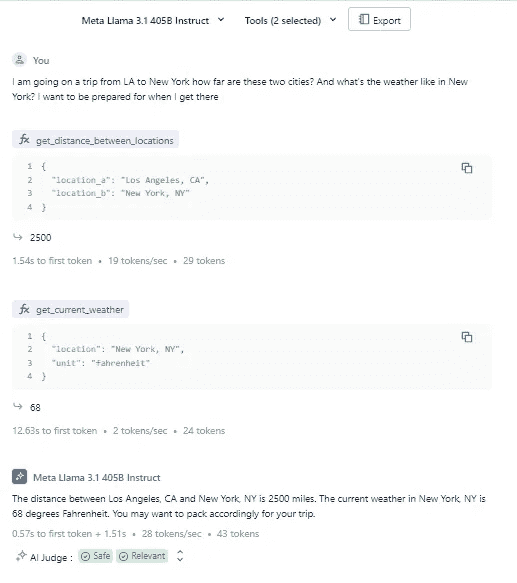 Meta Llama 3.1 405B Instruct Tools (2 selected) Export
You
I am going on a trip from LA to New York how far are these two cities? And what's the weather like in New
York? I want to be prepared for when I get there
fx get_distance_between_locations
1 {
2 "location_a": "Los Angeles, CA",
3 "location_b": "New York, NY"
4 }
2500
1.54s to first token • 19 tokens/sec • 29 tokens
fx get_current_weather
1 {
2 "location": "New York, NY",
3 "unit": "fahrenheit"
4 }
68
12.63s to first token • 2 tokens/sec • 24 tokens
Meta Llama 3.1 405B Instruct
The distance between Los Angeles, CA and New York, NY is 2500 miles. The current weather in New York, NY is
68 degrees Fahrenheit. You may want to pack accordingly for your trip.
0.57s to first token + 1.51s • 28 tokens/sec • 43 tokens
AI Judge : Safe Relevant